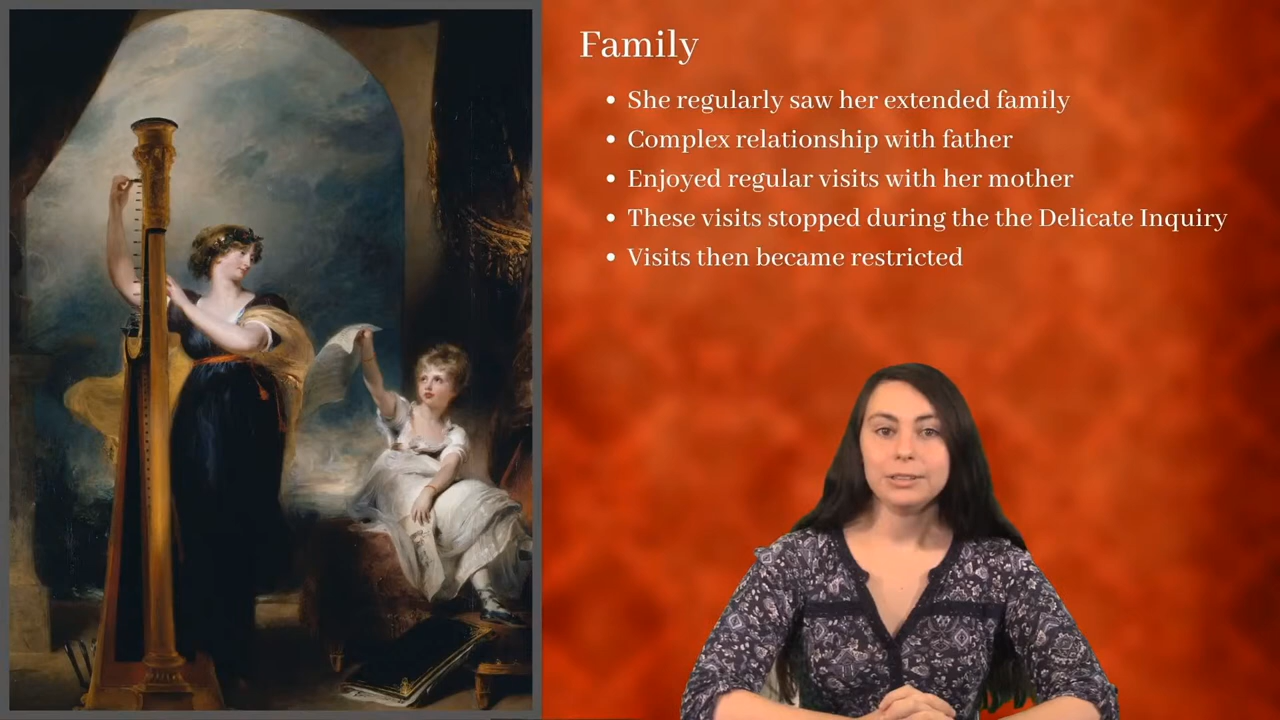 Family
• She regularly saw her extended family
• Complex relationship with father
• Enjoyed regular visits with her mother
• These visits stopped during the the Delicate Inquiry
• Visits then became restricted